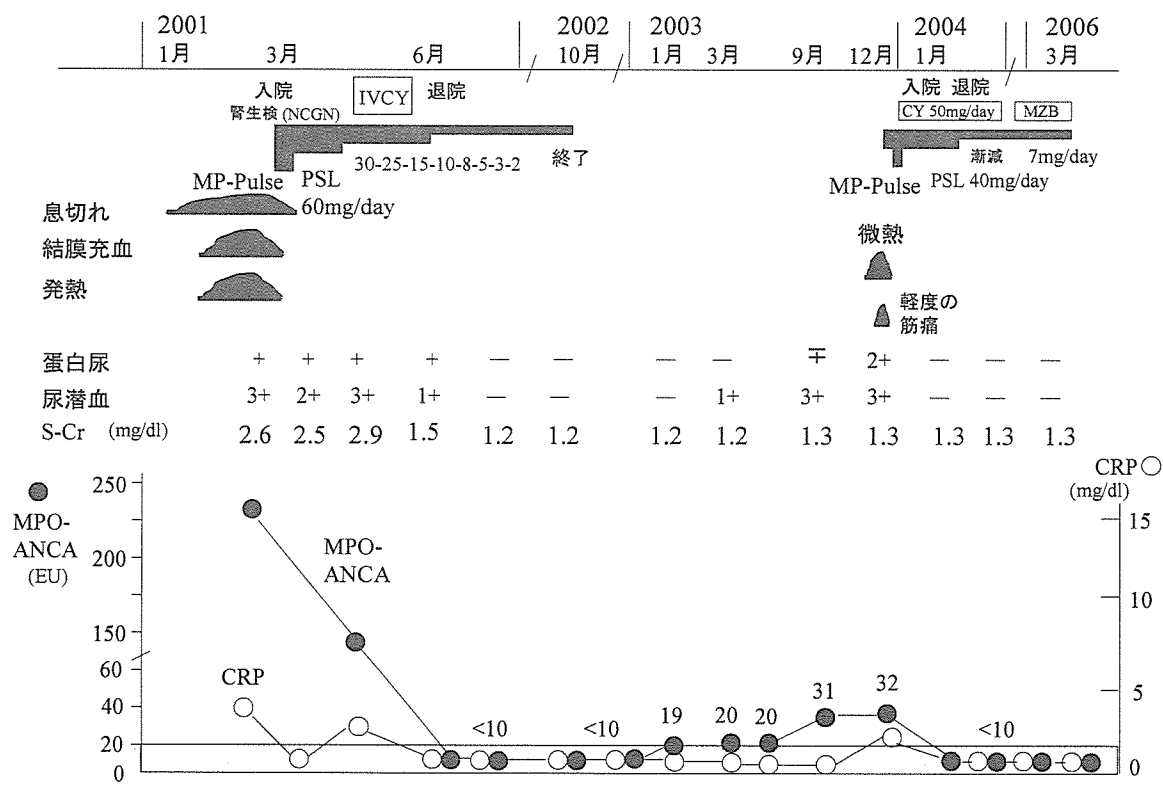 2001 2002 2003 2004 2006
1月 3月 6月 10月 1月 3月 9月 12月 1月 3月
入院 退院 入院 退院
腎生検 (NCGN) IVCY CY 50mg/day MZB
30-25-15-10-8-5-3-2 終了 漸減 7mg/day
MP-Pulse PSL MP-Pulse PSL 40mg/day
60mg/day
息切れ
結膜充血 微熱
発熱 軽度の
筋痛
蛋白尿 + + + + — — — — ∓ 2+ — — —
尿潜血 3+ 2+ 3+ 1+ — — — 1+ 3+ 3+ — — —
S-Cr (mg/dl) 2.6 2.5 2.9 1.5 1.2 1.2 1.2 1.2 1.3 1.3 1.3 1.3 1.3
MPO-
ANCA
(EU)
250
200
150
60
40
20
0
MPO-
ANCA
CRP
<10 <10 19 20 20 31 32 <10
CRP
(mg/dl)
15
10
5
0